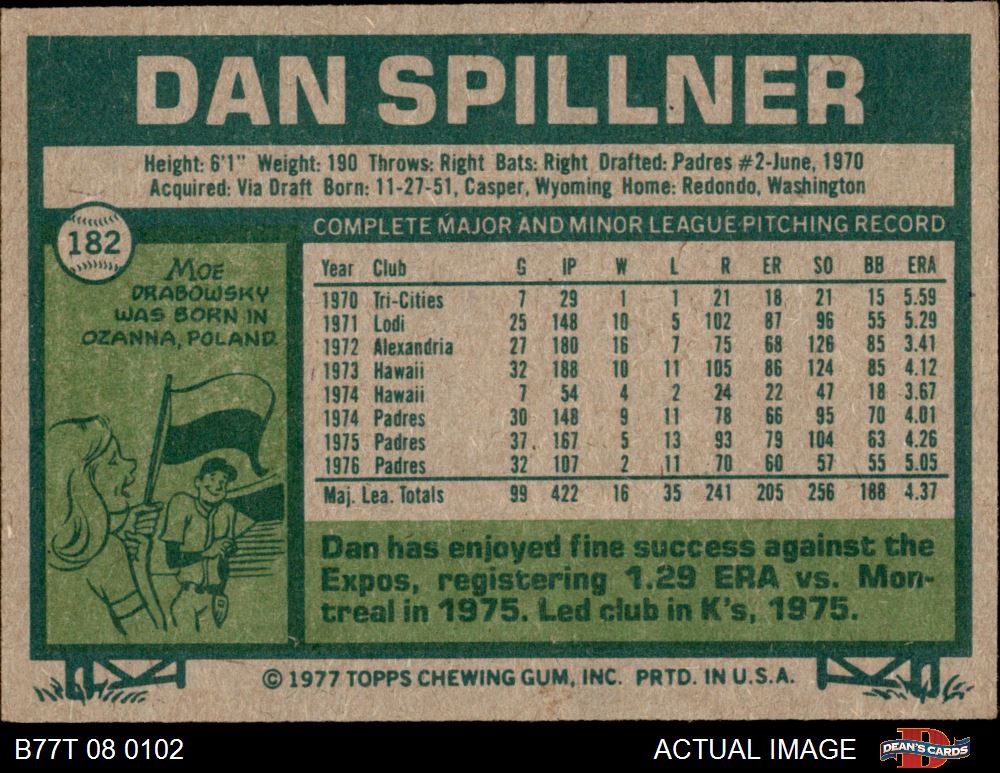 DAN SPILLNER
Height: 6'1" Weight: 190 Throws: Right Bats: Right Drafted: Padres #2-June, 1970
Acquired: Via Draft Born: 11-27-51, Casper, Wyoming Home: Redondo, Washington
182
MOE
DRABOWSKY
WAS BORN IN
OZANNA, POLAND.
COMPLETE MAJOR AND MINOR LEAGUE PITCHING RECORD
Year Club G IP W L R ER SO BB ERA
1970 Tri-Cities 7 29 1 1 21 18 21 15 5.59
1971 Lodi 25 148 10 5 102 87 96 55 5.29
1972 Alexandria 27 180 16 7 75 68 126 85 3.41
1973 Hawaii 32 188 10 11 105 86 124 85 4.12
1974 Hawaii 7 54 4 2 24 22 47 18 3.67
1974 Padres 30 148 9 11 78 66 95 70 4.01
1975 Padres 37 167 5 13 93 79 104 63 4.26
1976 Padres 32 107 2 11 70 60 57 55 5.05
Maj. Lea. Totals 99 422 16 35 241 205 256 188 4.37
Dan has enjoyed fine success against the
Expos, registering 1.29 ERA vs. Mon-
treal in 1975. Led club in K's, 1975.
© 1977 TOPPS CHEWING GUM, INC. PRTD. IN U.S.A.
B77T 08 0102
ACTUAL IMAGE
DEAN'S CARDS